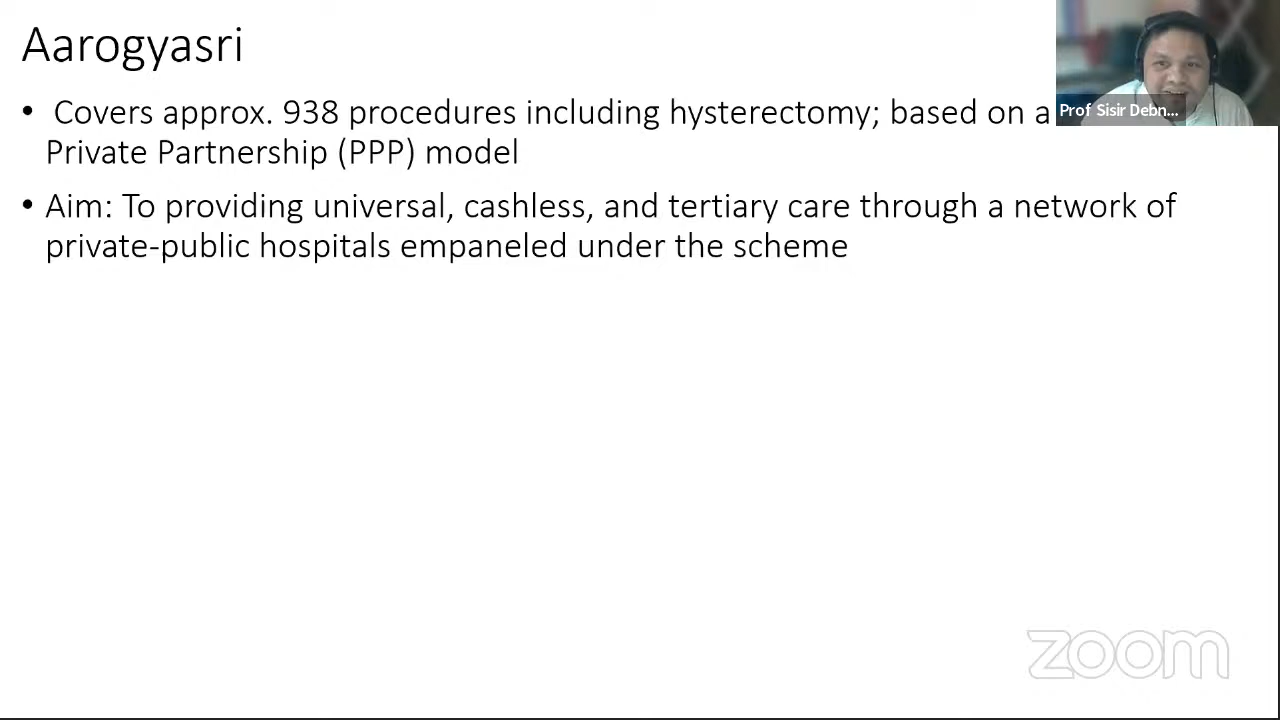 Aarogyasri
• Covers approx. 938 procedures including hysterectomy; based on a
Private Partnership (PPP) model
• Aim: To providing universal, cashless, and tertiary care through a network of
private-public hospitals empaneled under the scheme
Prof Sisir Debn...
zoom